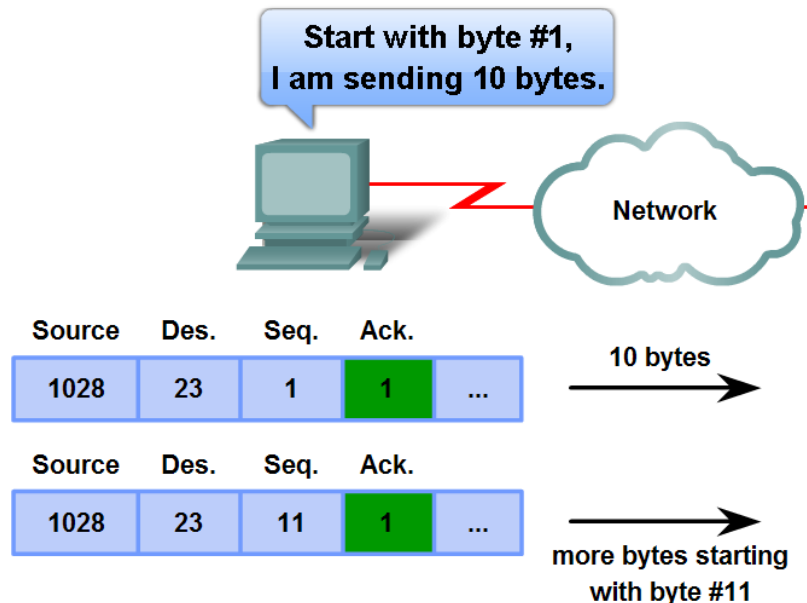 Start with byte #1,
I am sending 10 bytes.
Network
Source Des. Seq. Ack.
1028 23 1 1 ...
10 bytes
Source Des. Seq. Ack.
1028 23 11 1 ...
more bytes starting
with byte #11